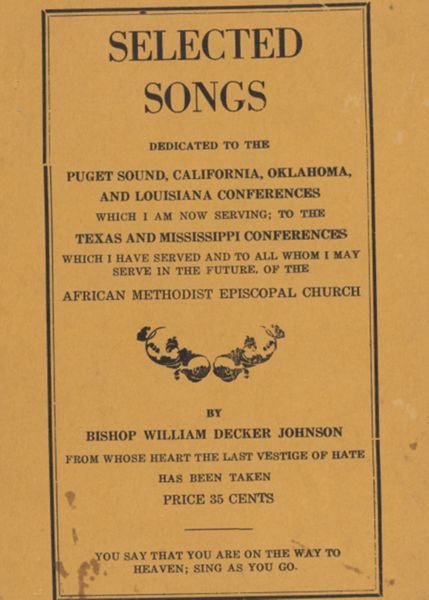 SELECTED
SONGS
DEDICATED TO THE
PUGET SOUND, CALIFORNIA, OKLAHOMA,
AND LOUISIANA CONFERENCES
WHICH I AM NOW SERVING; TO THE
TEXAS AND MISSISSIPPI CONFERENCES
WHICH I HAVE SERVED AND TO ALL WHOM I MAY
SERVE IN THE FUTURE. OF THE
AFRICAN METHODIST EPISCOPAL CHURCH
BY
BISHOP WILLIAM DECKER JOHNSON
FROM WHOSE HEART THE LAST VESTIGE OF HATE
HAS BEEN TAKEN
PRICE 35 CENTS
YOU SAY THAT YOU ARE ON THE WAY TO
HEAVEN; SING AS YOU GO.